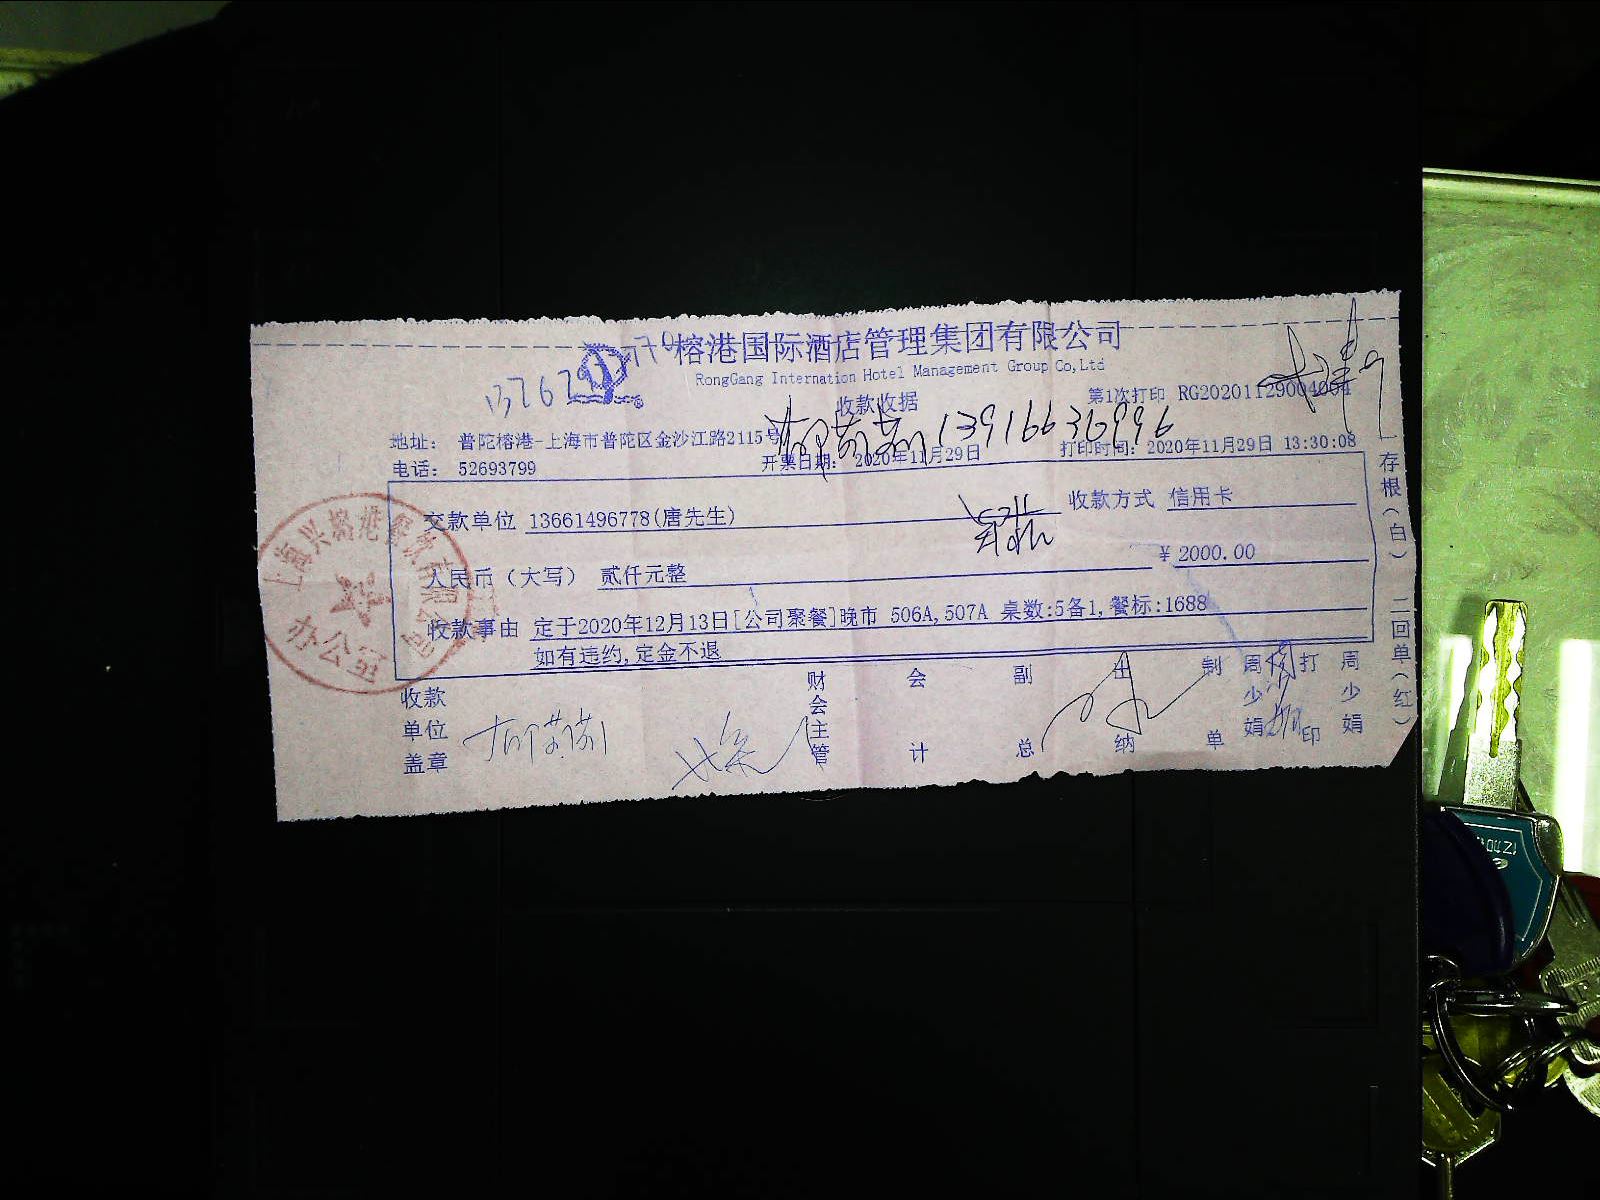 榕港国际酒店管理集团有限公司
RongGang Internation Hotel Management Group Co,Ltd
收款收据
第1次打印 RG20201129004004
地址: 普陀榕港-上海市普陀区金沙江路2115号
13916636996
电话: 52693799
开票日期: 2020年11月29日
打印时间: 2020年11月29日 13:30:08
交款单位 13661496778(唐先生)
收款方式 信用卡
人民币(大写) 贰仟元整
¥ 2000.00
收款事由 定于2020年12月13日[公司聚餐]晚市 506A,507A 桌数:5备1,餐标:1688
如有违约,定金不退
收款单位盖章
财会主管
会计
副总
出纳
制单
周少娟
打印
周少娟
一存根(白) 二回单(红)
办公室